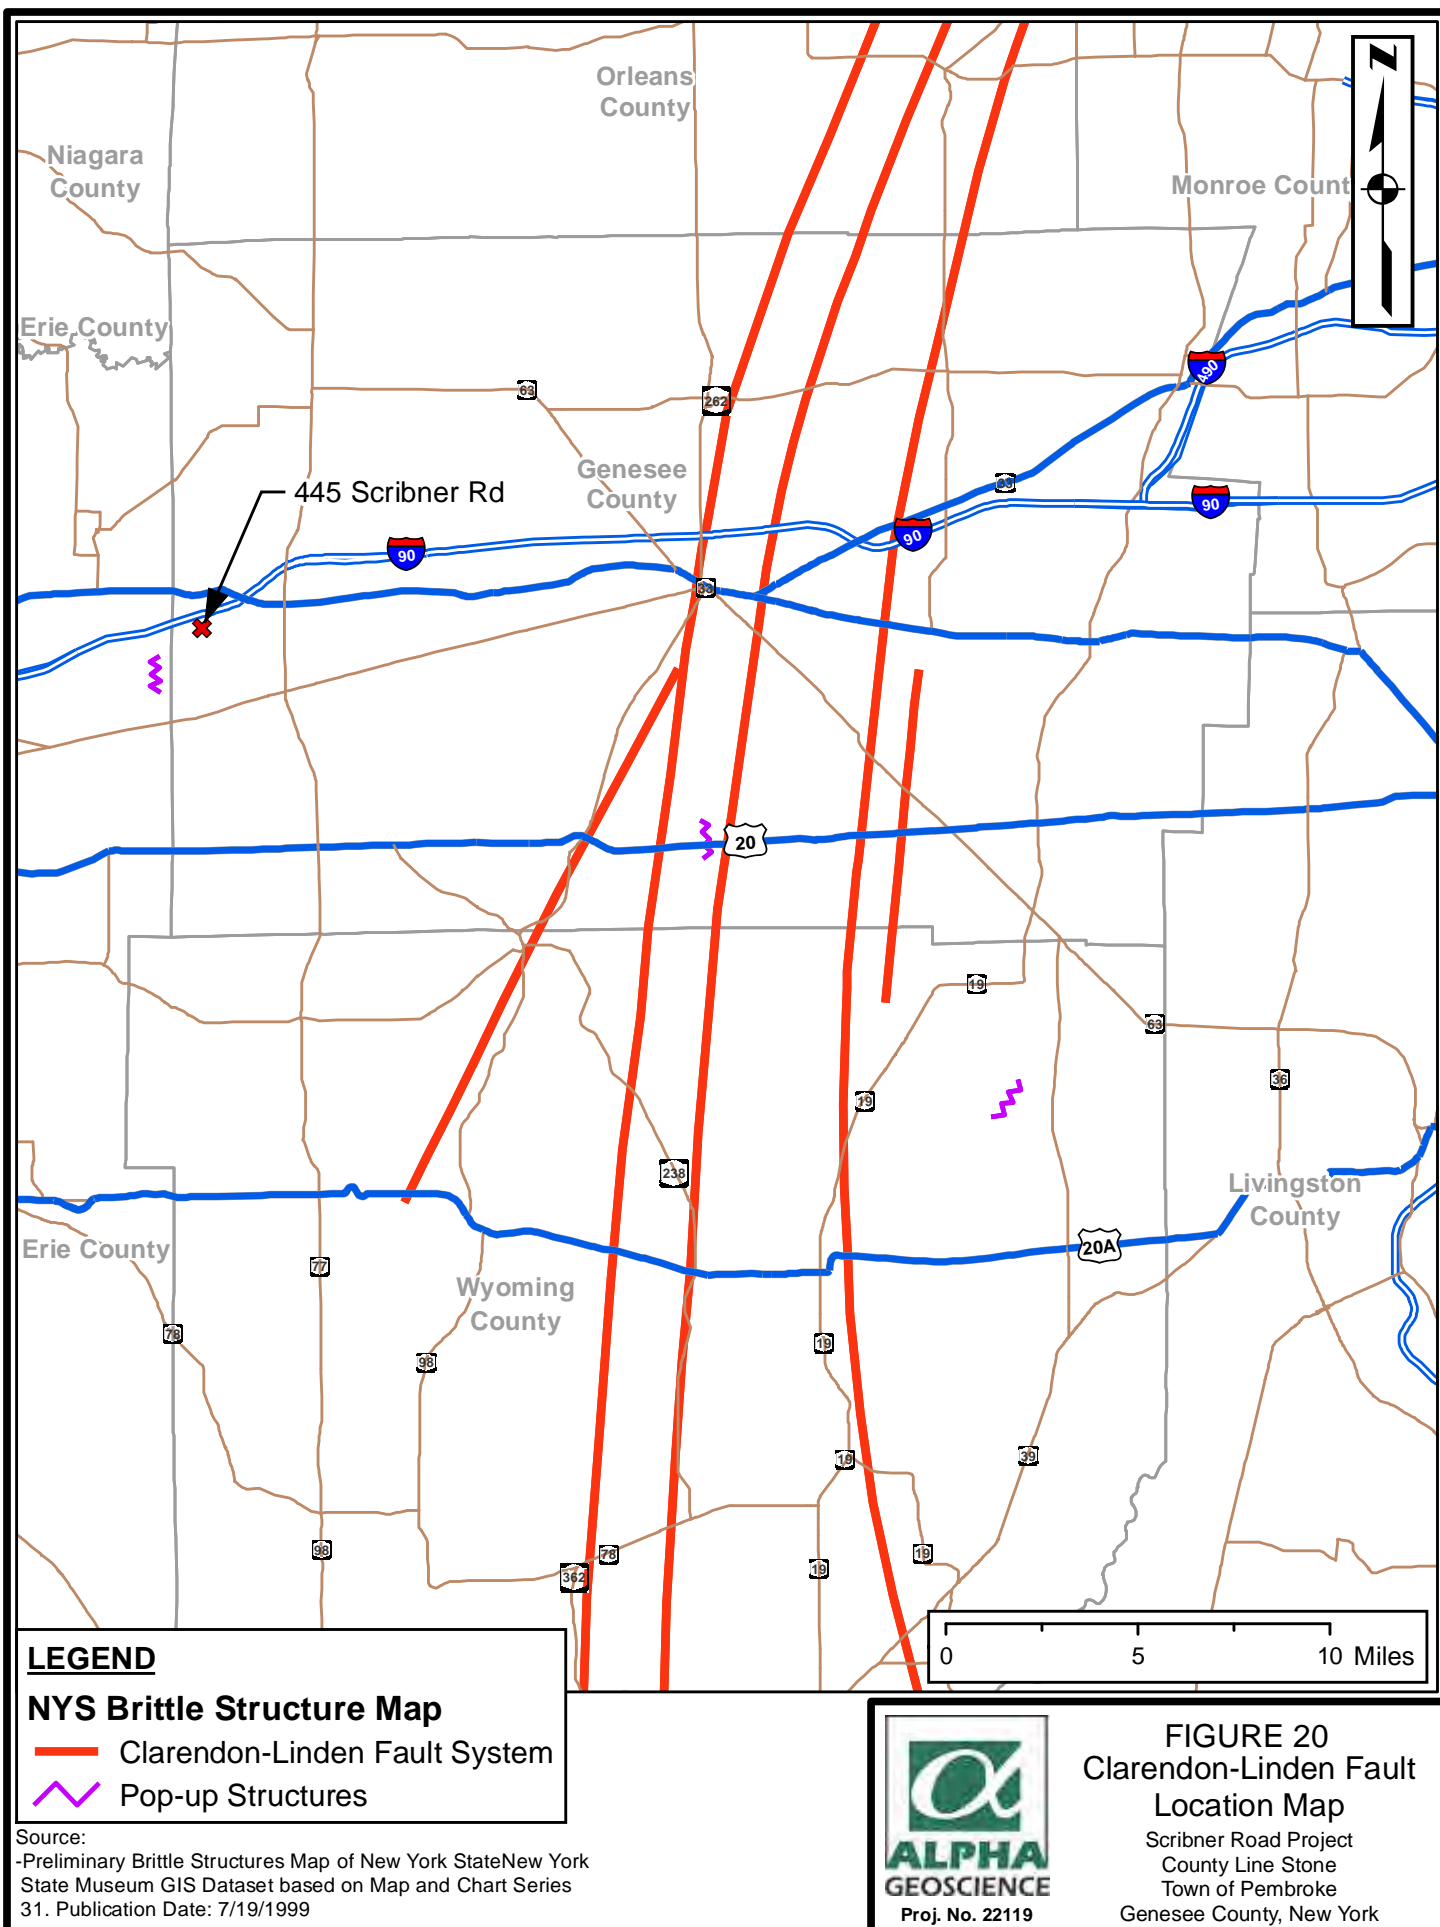 Orleans
County
Niagara
County
Monroe Count
Z
Erie County
490
63
262
445 Scribner Rd
Genesee
County
33
90
90
90
33
20
19
63
36
19
238
Livingston
County
Erie County
20A
77
Wyoming
County
78
98
19
19
39
98
78
362
19
19
0 5 10 Miles
LEGEND
NYS Brittle Structure Map
Clarendon-Linden Fault System
Pop-up Structures
Source:
-Preliminary Brittle Structures Map of New York StateNew York
State Museum GIS Dataset based on Map and Chart Series
31. Publication Date: 7/19/1999
α
ALPHA
GEOSCIENCE
Proj. No. 22119
FIGURE 20
Clarendon-Linden Fault
Location Map
Scribner Road Project
County Line Stone
Town of Pembroke
Genesee County, New York